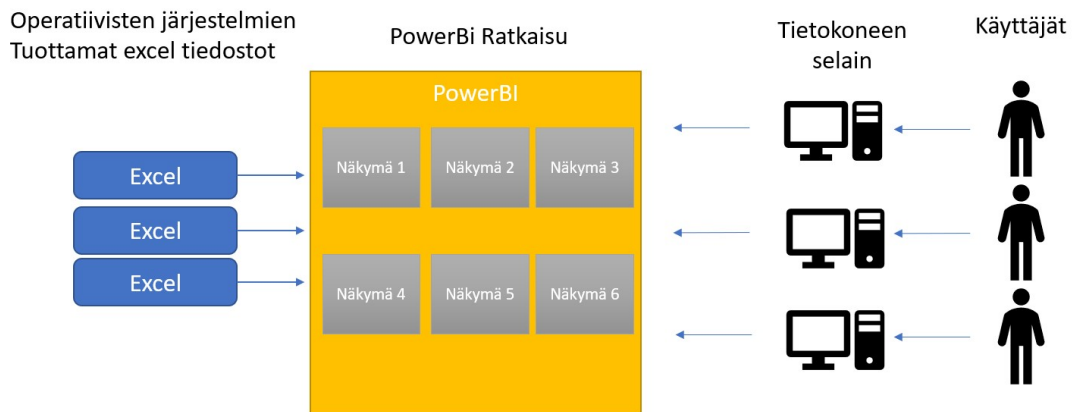 Operatiivisten järjestelmien
Tuottamat excel tiedostot
PowerBi Ratkaisu
Tietokoneen
selain
Käyttäjät
PowerBI
Näkymä 1
Näkymä 2
Näkymä 3
Excel
Excel
Excel
Näkymä 4
Näkymä 5
Näkymä 6